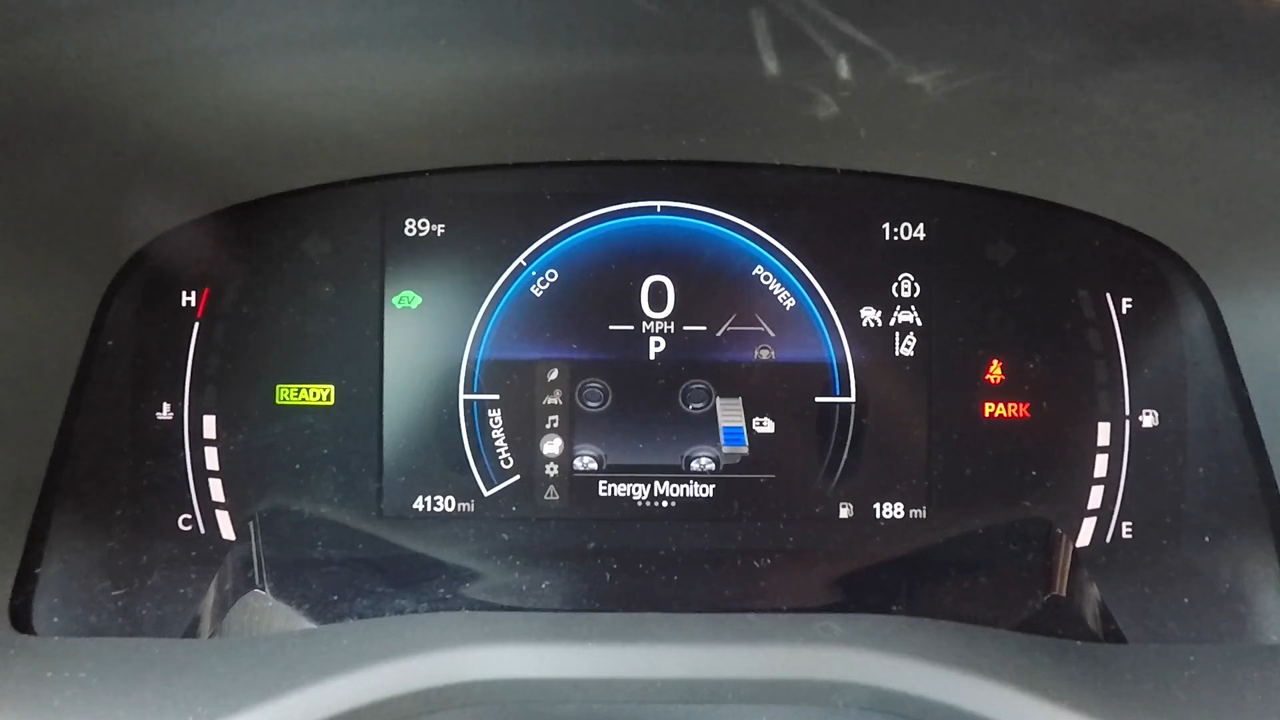 89°F
1:04
H
EV
ECO
POWER
F
0
MPH
P
READY
PARK
CHARGE
C
Energy Monitor
4130 mi
188 mi
E